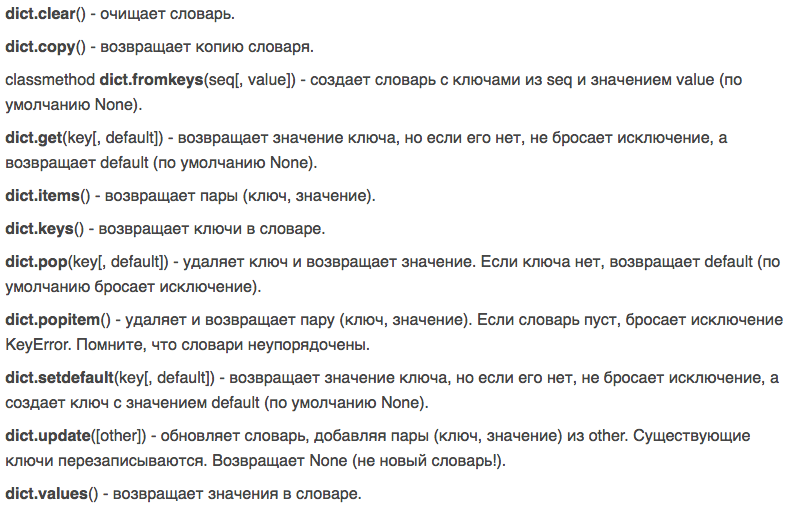 dict.clear() - очищает словарь.
dict.copy() - возвращает копию словаря.
classmethod dict.fromkeys(seq[, value]) - создает словарь с ключами из seq и значением value (по
умолчанию None).
dict.get(key[, default]) - возвращает значение ключа, но если его нет, не бросает исключение, а
возвращает default (по умолчанию None).
dict.items() - возвращает пары (ключ, значение).
dict.keys() - возвращает ключи в словаре.
dict.pop(key[, default]) - удаляет ключ и возвращает значение. Если ключа нет, возвращает default (по
умолчанию бросает исключение).
dict.popitem() - удаляет и возвращает пару (ключ, значение). Если словарь пуст, бросает исключение
KeyError. Помните, что словари неупорядочены.
dict.setdefault(key[, default]) - возвращает значение ключа, но если его нет, не бросает исключение, а
создает ключ с значением default (по умолчанию None).
dict.update([other]) - обновляет словарь, добавляя пары (ключ, значение) из other. Существующие
ключи перезаписываются. Возвращает None (не новый словарь!).
dict.values() - возвращает значения в словаре.